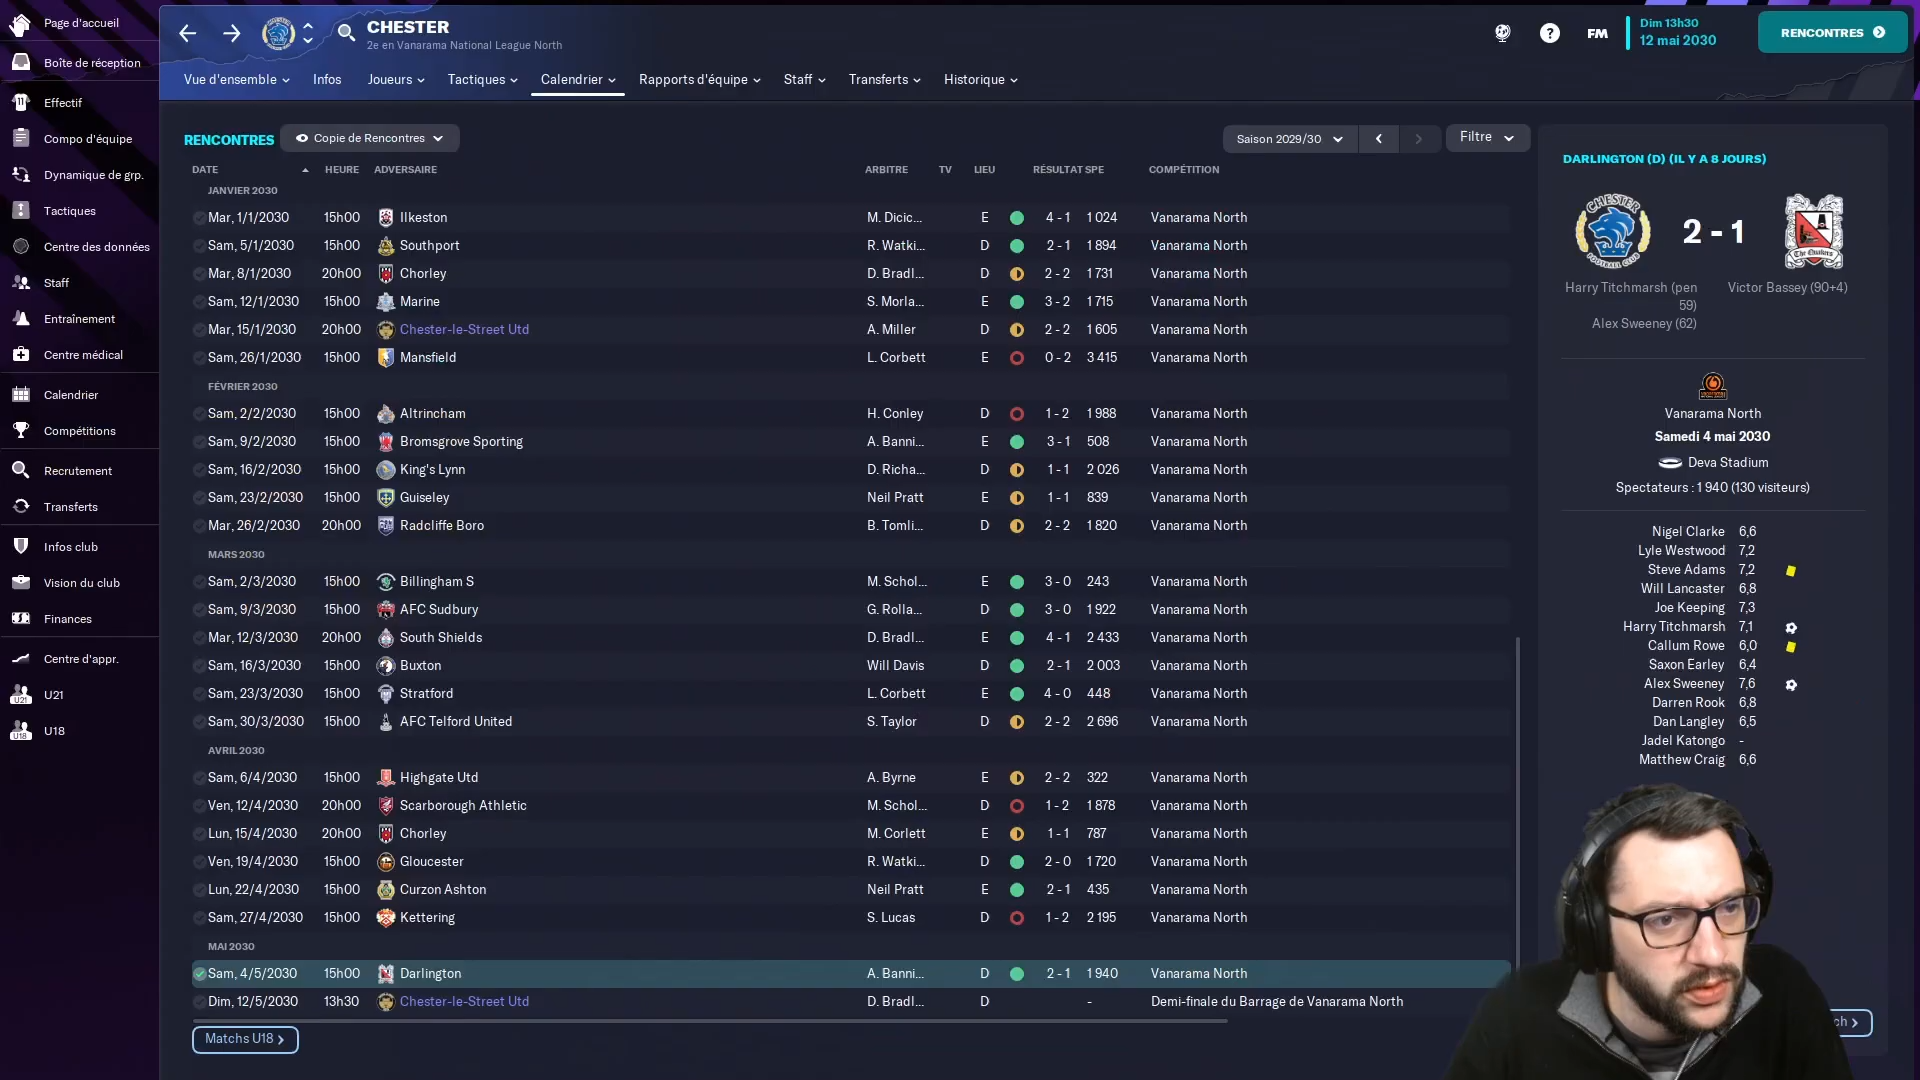 Page d'accueil
Boîte de réception
Effectif
Compo d'équipe
Dynamique de grp.
Tactiques
Centre des données
Staff
Entraînement
Centre médical
Calendrier
Compétitions
Recrutement
Transferts
Infos club
Vision du club
Finances
Centre d'appr.
U21
U18
CHESTER
2e en Vanarama National League North
FM
Dim 13h30
12 mai 2030
RENCONTRES
Vue d'ensemble Infos Joueurs Tactiques Calendrier Rapports d'équipe Staff Transferts Historique
RENCONTRES Copie de Rencontres Saison 2029/30 Filtre
DATE HEURE ADVERSAIRE ARBITRE TV LIEU RÉSULTAT SPE COMPÉTITION
JANVIER 2030
Mar, 1/1/2030 15h00 Ilkeston M. Dicic... E 4 - 1 1 024 Vanarama North
Sam, 5/1/2030 15h00 Southport R. Watki... D 2 - 1 1 894 Vanarama North
Mar, 8/1/2030 20h00 Chorley D. Bradl... D 2 - 2 1 731 Vanarama North
Sam, 12/1/2030 15h00 Marine S. Morla... E 3 - 2 1 715 Vanarama North
Mar, 15/1/2030 20h00 Chester-le-Street Utd A. Miller D 2 - 2 1 605 Vanarama North
Sam, 26/1/2030 15h00 Mansfield L. Corbett E 0 - 2 3 415 Vanarama North
FÉVRIER 2030
Sam, 2/2/2030 15h00 Altrincham H. Conley D 1 - 2 1 988 Vanarama North
Sam, 9/2/2030 15h00 Bromsgrove Sporting A. Banni... E 3 - 1 508 Vanarama North
Sam, 16/2/2030 15h00 King's Lynn D. Richa... D 1 - 1 2 026 Vanarama North
Sam, 23/2/2030 15h00 Guiseley Neil Pratt E 1 - 1 839 Vanarama North
Mar, 26/2/2030 20h00 Radcliffe Boro B. Tomli... D 2 - 2 1 820 Vanarama North
MARS 2030
Sam, 2/3/2030 15h00 Billingham S M. Schol... E 3 - 0 243 Vanarama North
Sam, 9/3/2030 15h00 AFC Sudbury G. Rolla... D 3 - 0 1 922 Vanarama North
Mar, 12/3/2030 20h00 South Shields D. Bradl... E 4 - 1 2 433 Vanarama North
Sam, 16/3/2030 15h00 Buxton Will Davis D 2 - 1 2 003 Vanarama North
Sam, 23/3/2030 15h00 Stratford L. Corbett E 4 - 0 448 Vanarama North
Sam, 30/3/2030 15h00 AFC Telford United S. Taylor D 2 - 2 2 696 Vanarama North
AVRIL 2030
Sam, 6/4/2030 15h00 Highgate Utd A. Byrne E 2 - 2 322 Vanarama North
Ven, 12/4/2030 20h00 Scarborough Athletic M. Schol... D 1 - 2 1 878 Vanarama North
Lun, 15/4/2030 20h00 Chorley M. Corlett E 1 - 1 787 Vanarama North
Ven, 19/4/2030 15h00 Gloucester R. Watki... D 2 - 0 1 720 Vanarama North
Lun, 22/4/2030 15h00 Curzon Ashton Neil Pratt E 2 - 1 435 Vanarama North
Sam, 27/4/2030 15h00 Kettering S. Lucas D 1 - 2 2 195 Vanarama North
MAI 2030
Sam, 4/5/2030 15h00 Darlington A. Banni... D 2 - 1 1 940 Vanarama North
Dim, 12/5/2030 13h30 Chester-le-Street Utd D. Bradl... D - Demi-finale du Barrage de Vanarama North
Matchs U18
DARLINGTON (D) (IL Y A 8 JOURS)
CHESTER
FOOTBALL CLUB
2 - 1
The Quakers
Harry Titchmarsh (pen
59)
Alex Sweeney (62)
Victor Bassey (90+4)
Vanarama North
Samedi 4 mai 2030
Deva Stadium
Spectateurs : 1 940 (130 visiteurs)
Nigel Clarke 6,6
Lyle Westwood 7,2
Steve Adams 7,2
Will Lancaster 6,8
Joe Keeping 7,3
Harry Titchmarsh 7,1
Callum Rowe 6,0
Saxon Earley 6,4
Alex Sweeney 7,6
Darren Rook 6,8
Dan Langley 6,5
Jadel Katongo -
Matthew Craig 6,6
ch